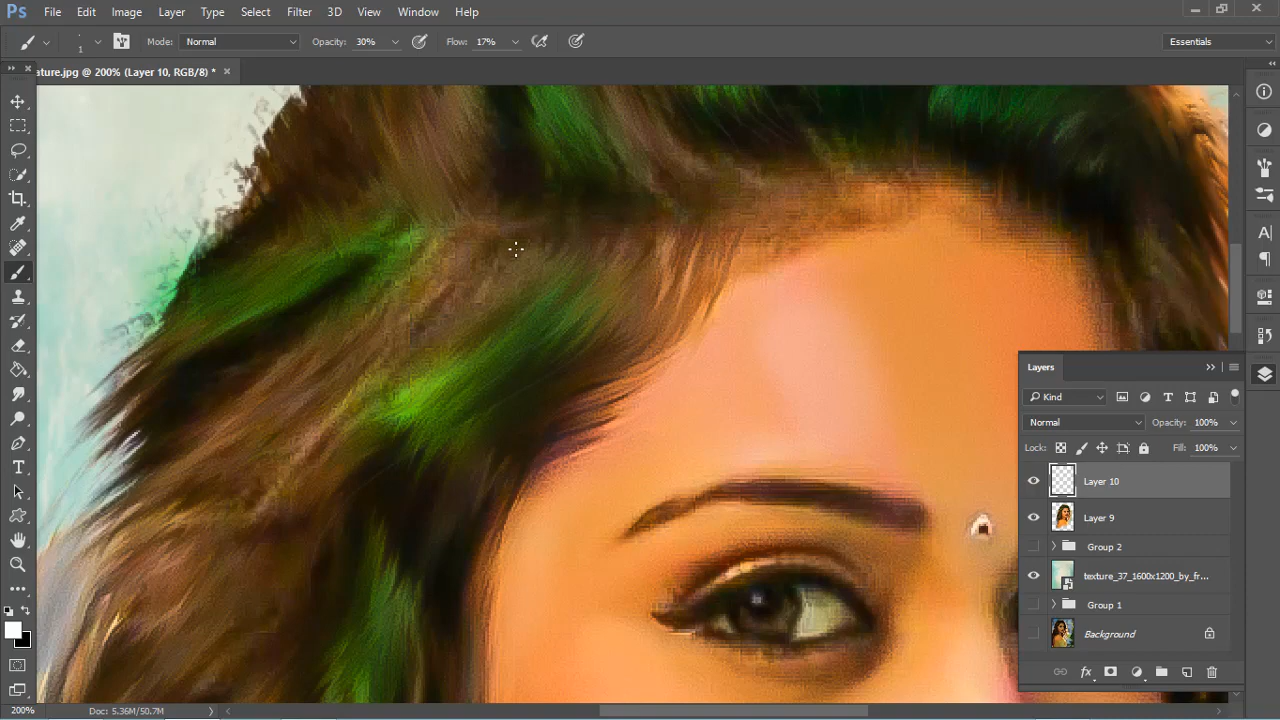 Ps File Edit Image Layer Type Select Filter 3D View Window Help
1 Mode: Normal Opacity: 30% Flow: 17% Essentials
ature.jpg @ 200% (Layer 10, RGB/8) * ×
Layers
Kind
Normal Opacity: 100%
Lock: Fill: 100%
Layer 10
Layer 9
Group 2
texture_37_1600x1200_by_fr...
Group 1
Background
200% Doc: 5.36M/50.7M